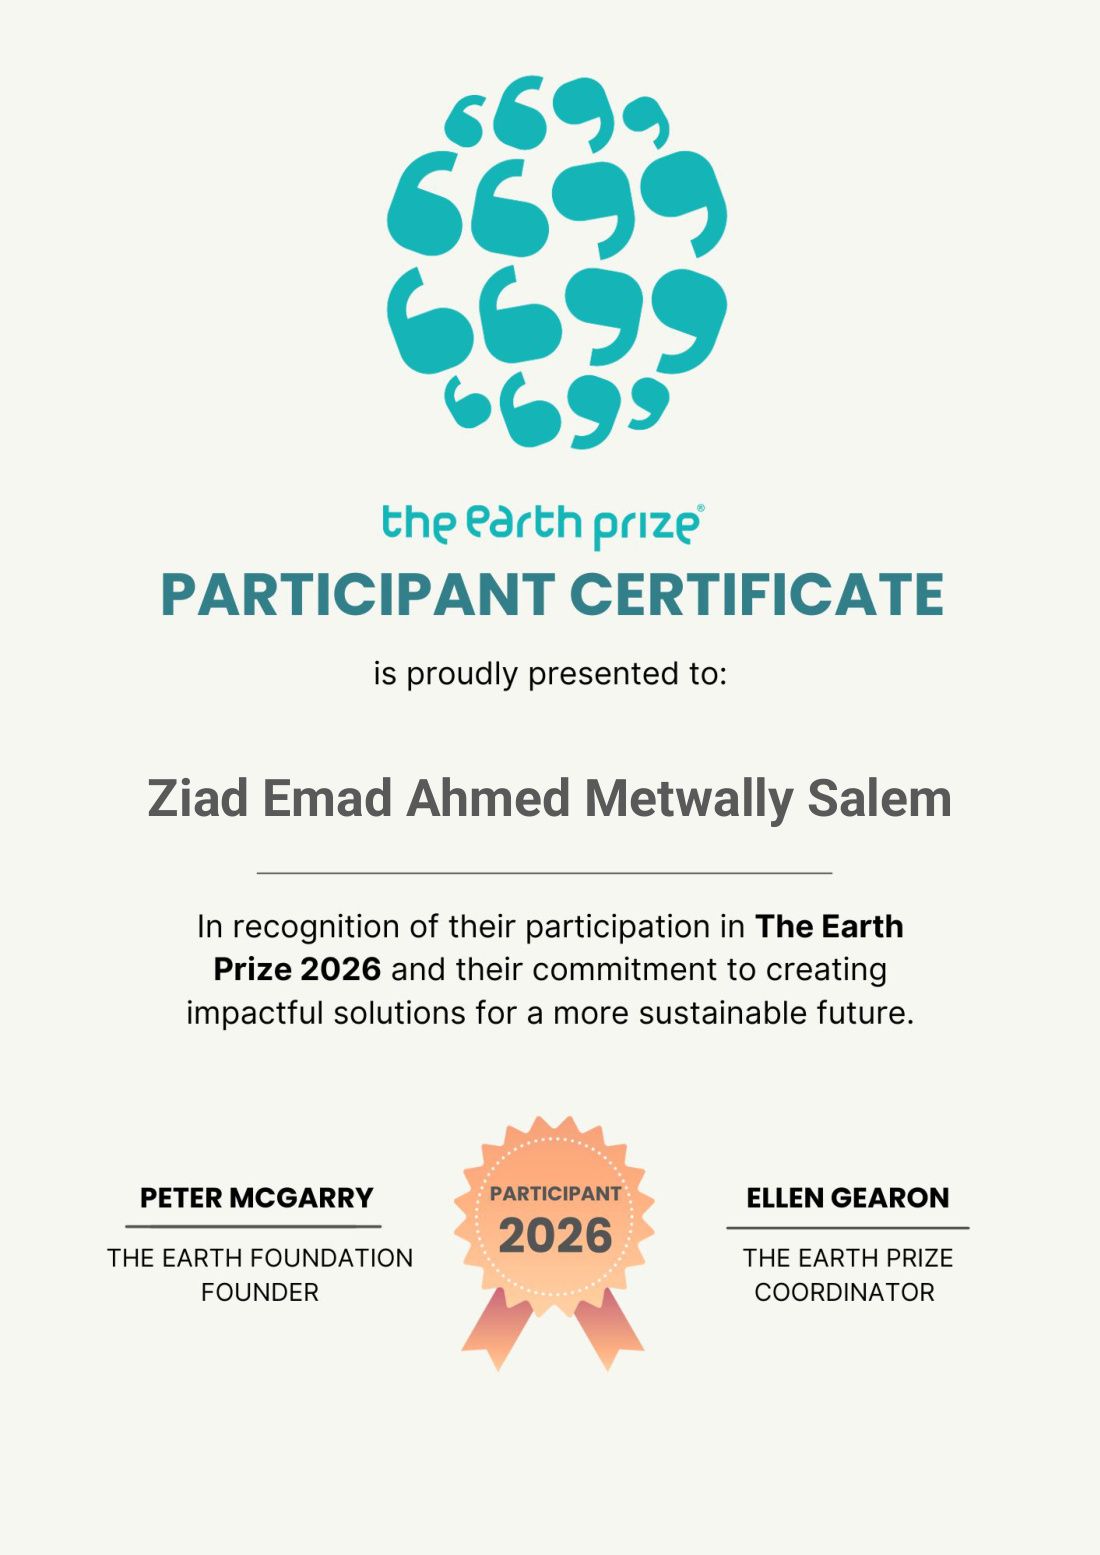 the earth prize®
PARTICIPANT CERTIFICATE
is proudly presented to:
Ziad Emad Ahmed Metwally Salem
In recognition of their participation in The Earth
Prize 2026 and their commitment to creating
impactful solutions for a more sustainable future.
PETER MCGARRY
THE EARTH FOUNDATION
FOUNDER
PARTICIPANT
2026
ELLEN GEARON
THE EARTH PRIZE
COORDINATOR